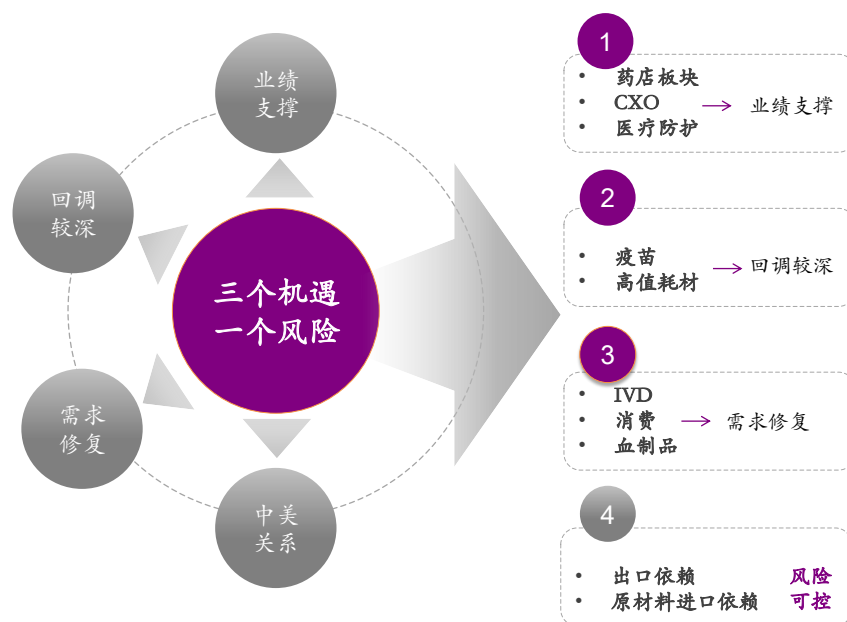 业绩
支撑
回调
较深
三个机遇
一个风险
需求
修复
中美
关系
1
• 药店板块
• CXO → 业绩支撑
• 医疗防护
2
• 疫苗
• 高值耗材 → 回调较深
3
• IVD
• 消费 → 需求修复
• 血制品
4
• 出口依赖 风险
• 原材料进口依赖 可控